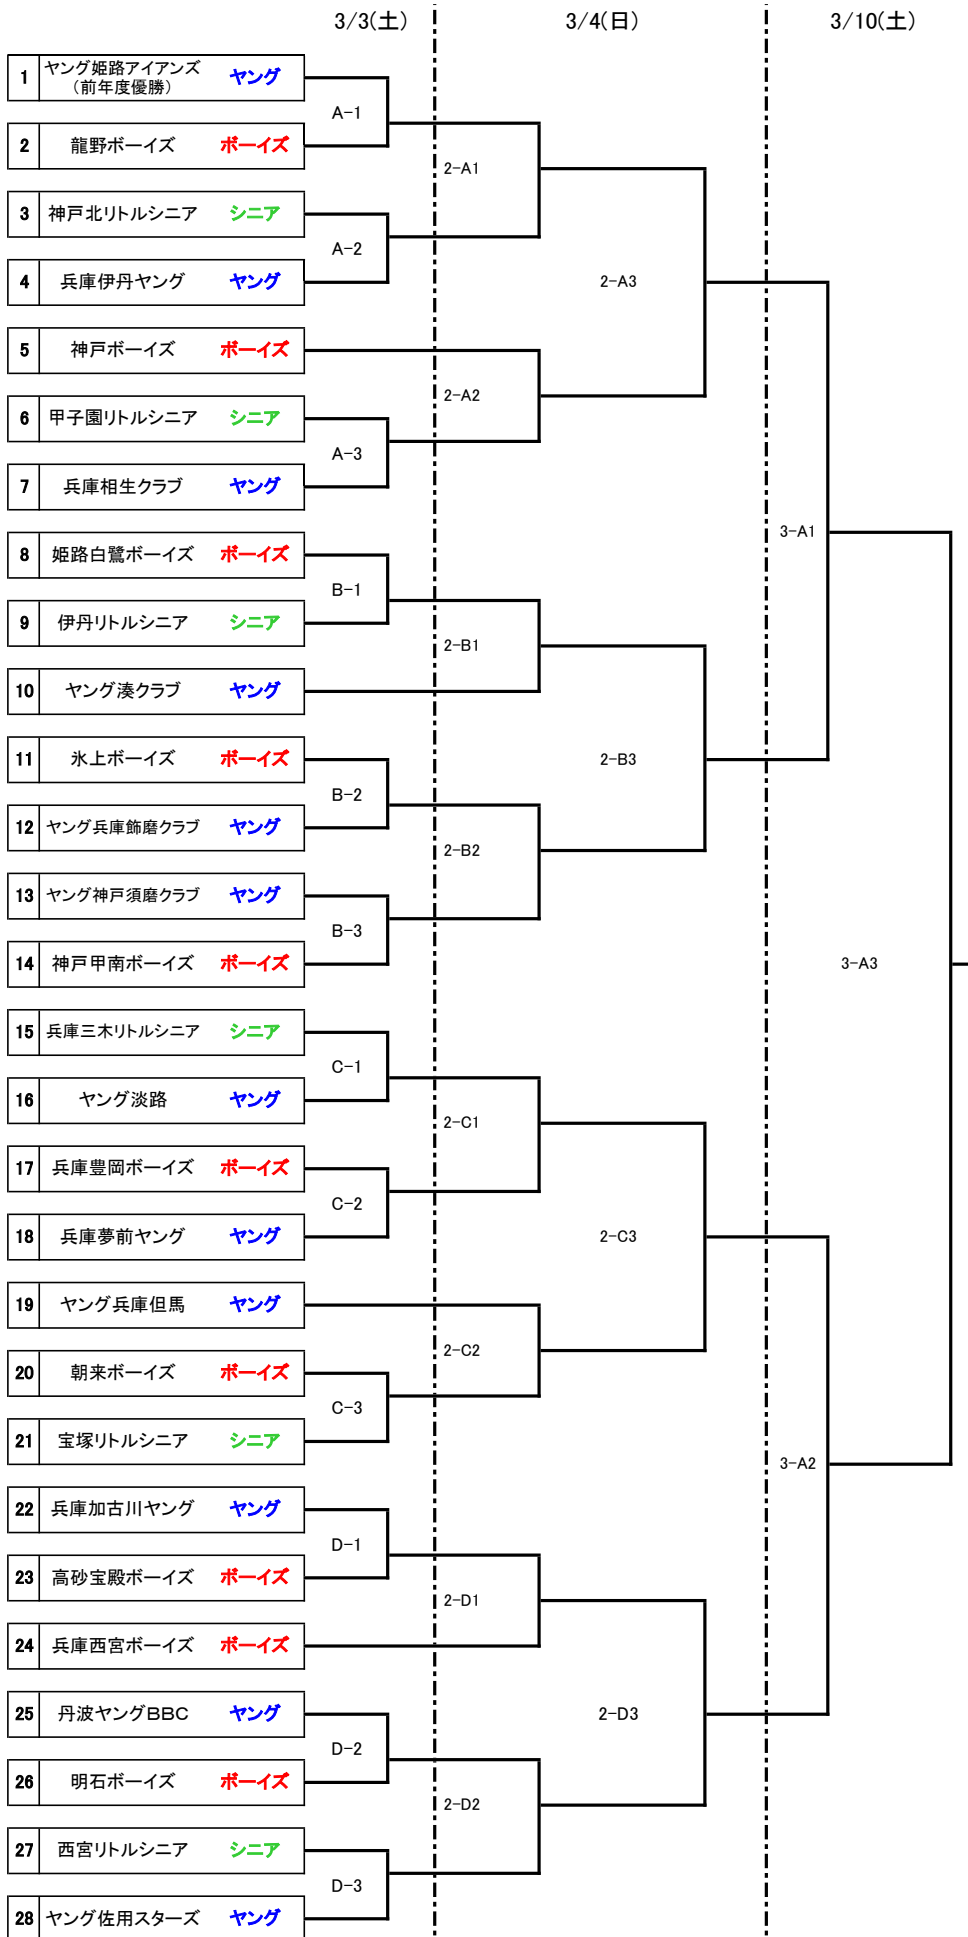 3/3(土) 3/4(日) 3/10(土)
1 ヤング姫路アイアンズ ヤング
(前年度優勝)
A-1
2 龍野ボーイズ ボーイズ
2-A1
3 神戸北リトルシニア シニア
A-2
4 兵庫伊丹ヤング ヤング
2-A3
5 神戸ボーイズ ボーイズ
2-A2
6 甲子園リトルシニア シニア
A-3
7 兵庫相生クラブ ヤング
3-A1
8 姫路白鷺ボーイズ ボーイズ
B-1
9 伊丹リトルシニア シニア
2-B1
10 ヤング湊クラブ ヤング
11 氷上ボーイズ ボーイズ
2-B3
B-2
12 ヤング兵庫飾磨クラブ ヤング
2-B2
13 ヤング神戸須磨クラブ ヤング
B-3
14 神戸甲南ボーイズ ボーイズ
3-A3
15 兵庫三木リトルシニア シニア
C-1
16 ヤング淡路 ヤング
2-C1
17 兵庫豊岡ボーイズ ボーイズ
C-2
18 兵庫夢前ヤング ヤング
2-C3
19 ヤング兵庫但馬 ヤング
2-C2
20 朝来ボーイズ ボーイズ
C-3
21 宝塚リトルシニア シニア
3-A2
22 兵庫加古川ヤング ヤング
D-1
23 高砂宝殿ボーイズ ボーイズ
2-D1
24 兵庫西宮ボーイズ ボーイズ
25 丹波ヤングBBC ヤング
2-D3
D-2
26 明石ボーイズ ボーイズ
2-D2
27 西宮リトルシニア シニア
D-3
28 ヤング佐用スターズ ヤング